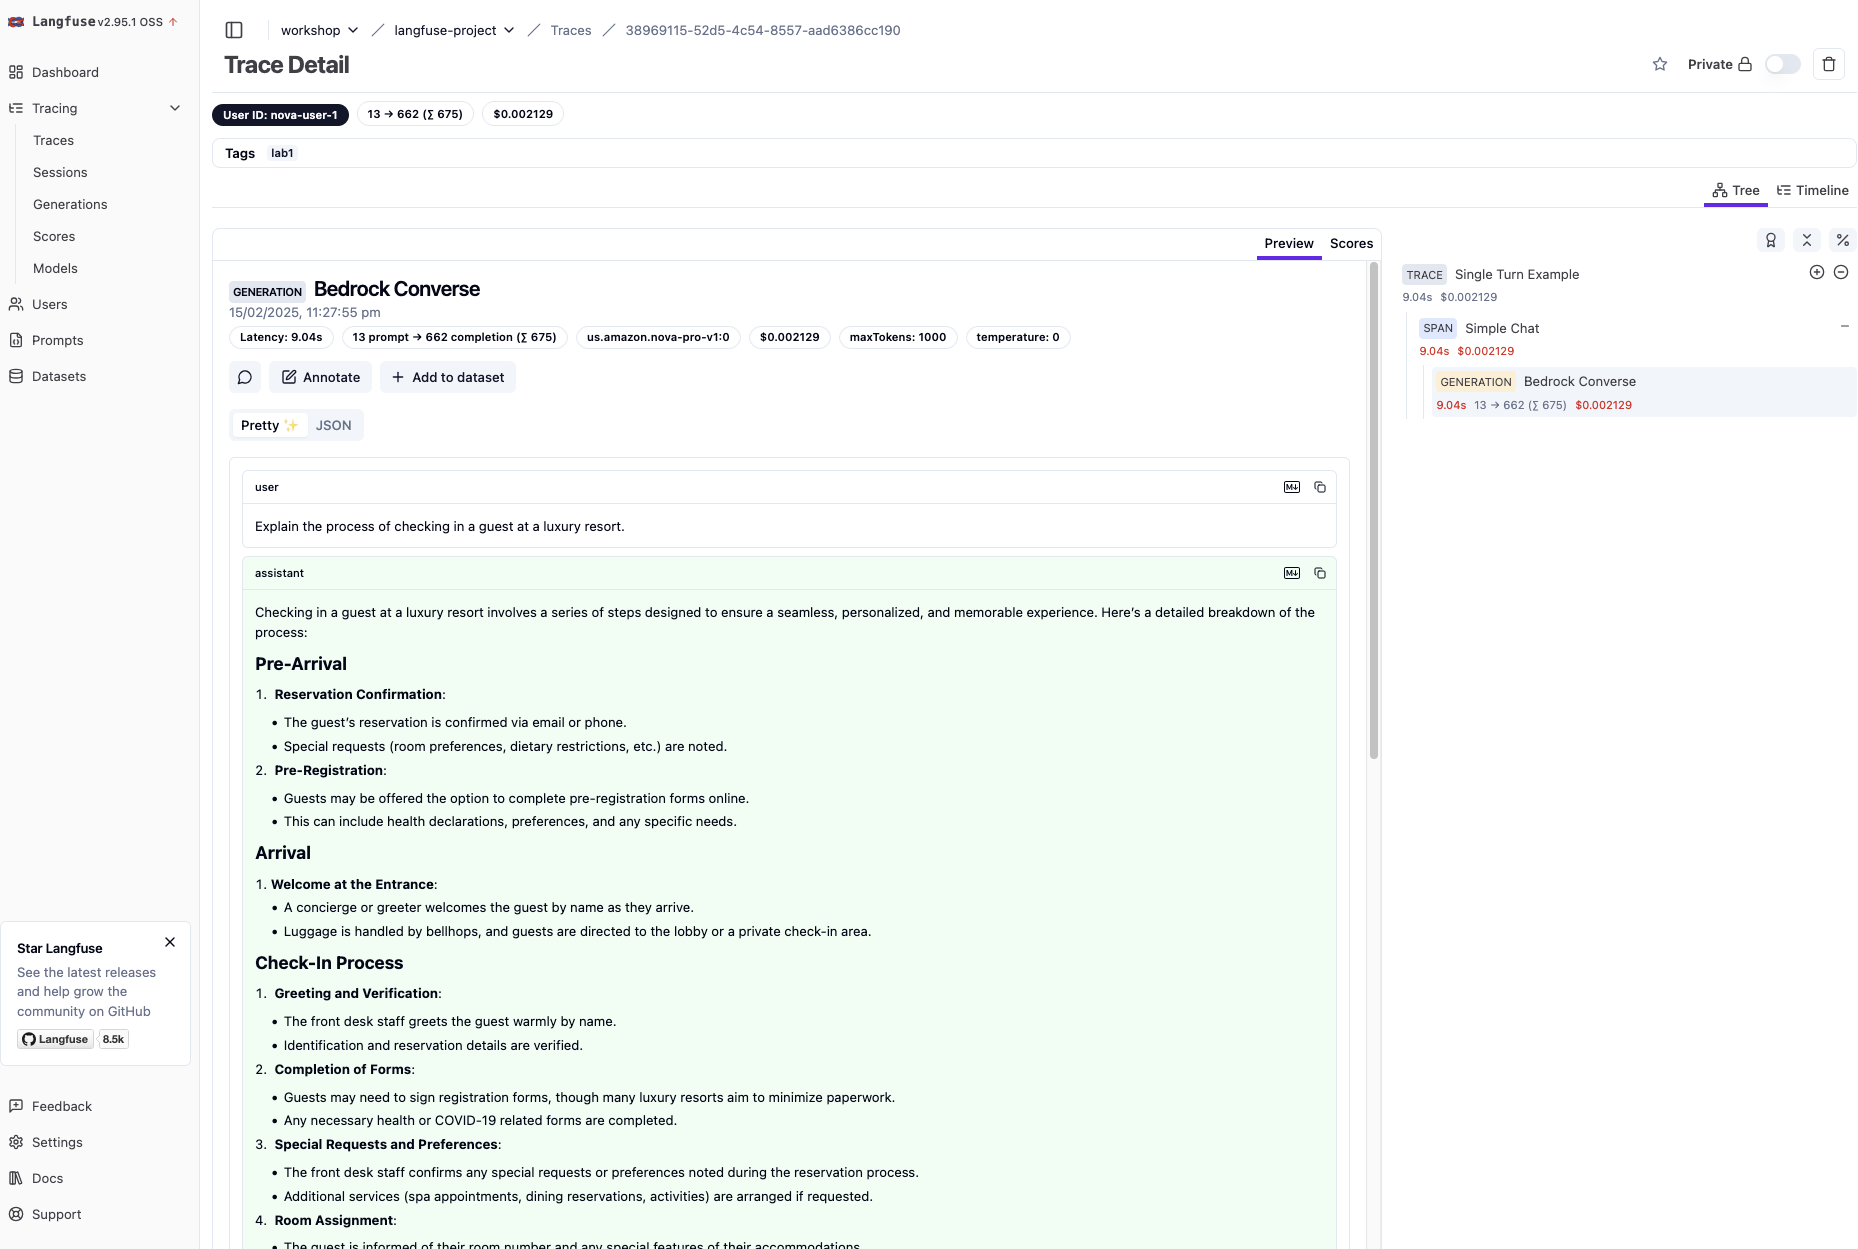 Langfuse v2.95.1 OSS
Dashboard
Tracing
Traces
Sessions
Generations
Scores
Models
Users
Prompts
Datasets
Star Langfuse
See the latest releases
and help grow the
community on GitHub
Langfuse 8.5k
Feedback
Settings
Docs
Support
workshop / langfuse-project / Traces / 38969115-52d5-4c54-8557-aad6386cc190
Trace Detail
Private
User ID: nova-user-1 13 → 662 (∑ 675) $0.002129
Tags lab1
Tree Timeline
Preview Scores
GENERATION Bedrock Converse
15/02/2025, 11:27:55 pm
Latency: 9.04s 13 prompt → 662 completion (∑ 675) us.amazon.nova-pro-v1:0 $0.002129 maxTokens: 1000 temperature: 0
Annotate + Add to dataset
Pretty ✨ JSON
user
M↓
Explain the process of checking in a guest at a luxury resort.
assistant
M↓
Checking in a guest at a luxury resort involves a series of steps designed to ensure a seamless, personalized, and memorable experience. Here's a detailed breakdown of the
process:
Pre-Arrival
1. Reservation Confirmation:
• The guest's reservation is confirmed via email or phone.
• Special requests (room preferences, dietary restrictions, etc.) are noted.
2. Pre-Registration:
• Guests may be offered the option to complete pre-registration forms online.
• This can include health declarations, preferences, and any specific needs.
Arrival
1. Welcome at the Entrance:
• A concierge or greeter welcomes the guest by name as they arrive.
• Luggage is handled by bellhops, and guests are directed to the lobby or a private check-in area.
Check-In Process
1. Greeting and Verification:
• The front desk staff greets the guest warmly by name.
• Identification and reservation details are verified.
2. Completion of Forms:
• Guests may need to sign registration forms, though many luxury resorts aim to minimize paperwork.
• Any necessary health or COVID-19 related forms are completed.
3. Special Requests and Preferences:
• The front desk staff confirms any special requests or preferences noted during the reservation process.
• Additional services (spa appointments, dining reservations, activities) are arranged if requested.
4. Room Assignment:
• The guest is informed of their room number and any special features of their accommodations.
TRACE Single Turn Example
9.04s $0.002129
SPAN Simple Chat
9.04s $0.002129
GENERATION Bedrock Converse
9.04s 13 → 662 (∑ 675) $0.002129